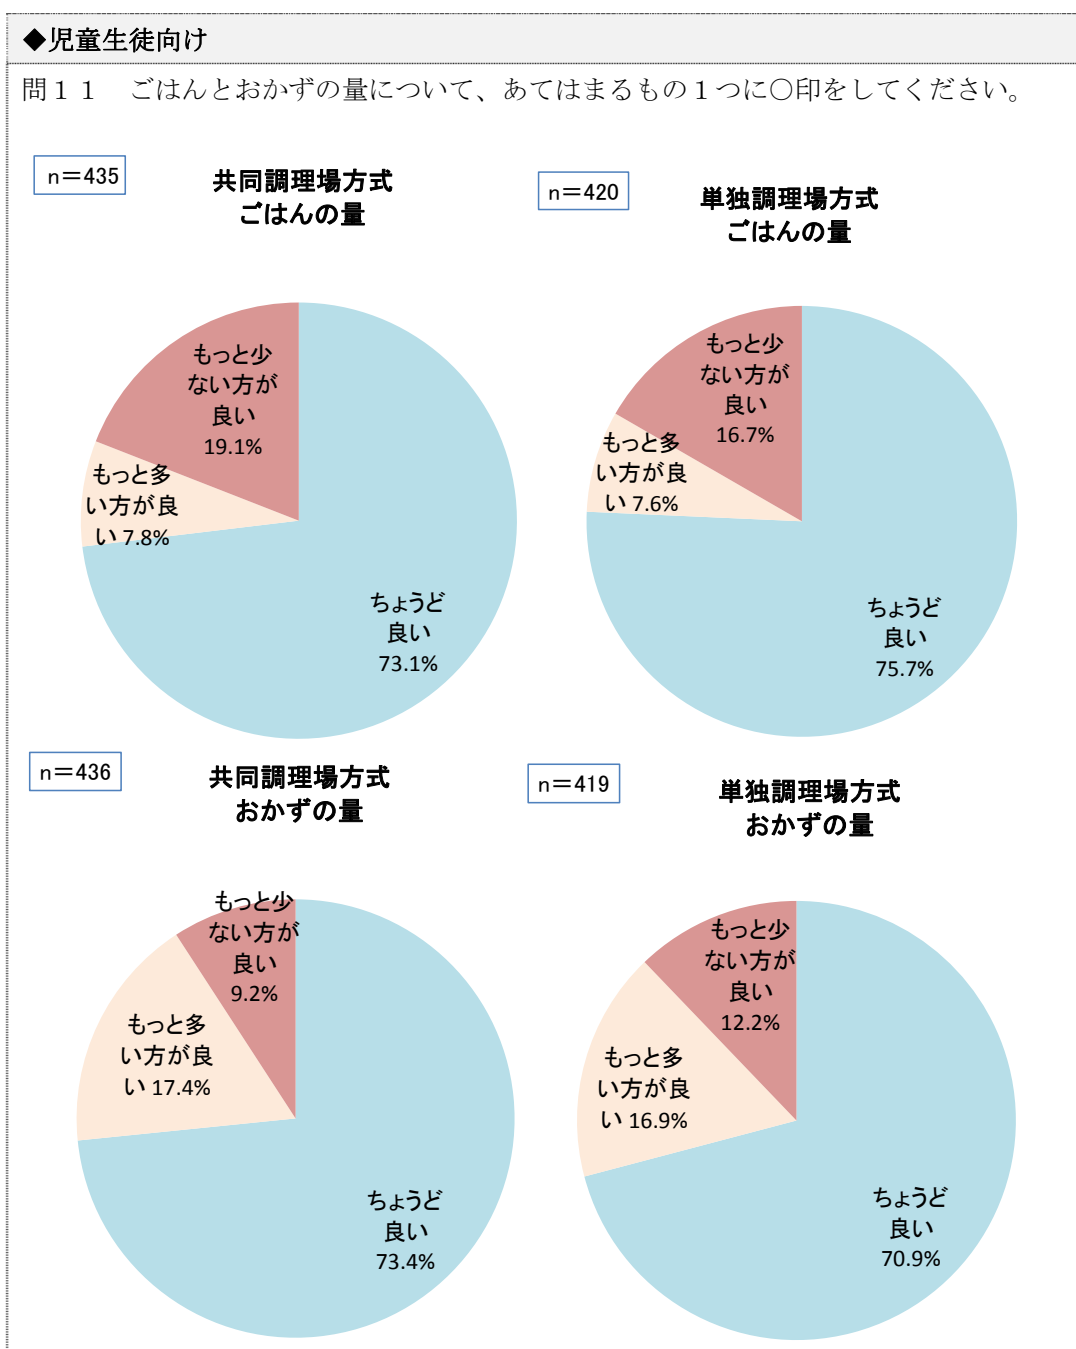 ◆児童生徒向け
問11　ごはんとおかずの量について、あてはまるもの1つに○印をしてください。
n=435
共同調理場方式
ごはんの量
もっと少
ない方が
良い
19.1%
もっと多
い方が良
い 7.8%
ちょうど
良い
73.1%
n=420
単独調理場方式
ごはんの量
もっと少
ない方が
良い
16.7%
もっと多
い方が良
い 7.6%
ちょうど
良い
75.7%
n=436
共同調理場方式
おかずの量
もっと少
ない方が
良い
9.2%
もっと多
い方が良
い 17.4%
ちょうど
良い
73.4%
n=419
単独調理場方式
おかずの量
もっと少
ない方が
良い
12.2%
もっと多
い方が良
い 16.9%
ちょうど
良い
70.9%